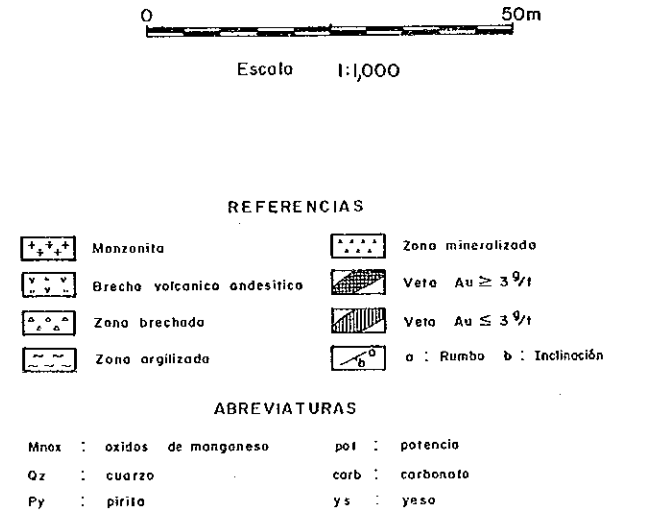 0 50m
Escala 1:1,000
REFERENCIAS
Monzonita
Zona mineralizada
Brecha volcanica andesitica
Veta Au ≥ 3 g/t
Zona brechada
Veta Au ≤ 3 g/t
Zona argilizada
a b
a : Rumbo b : Inclinación
ABREVIATURAS
Mnox : oxidos de manganeso
pot : potencia
Qz : cuarzo
carb : carbonato
Py : pirita
ys : yeso